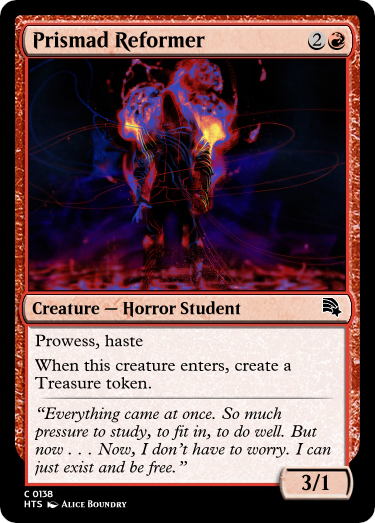 Prismad Reformer 2
Creature — Horror Student
Prowess, haste
When this creature enters, create a
Treasure token.
“Everything came at once. So much
pressure to study, to fit in, to do well. But
now . . . Now, I don’t have to worry. I can
just exist and be free.”
3/1
C 0138
HTS Alice Boundry